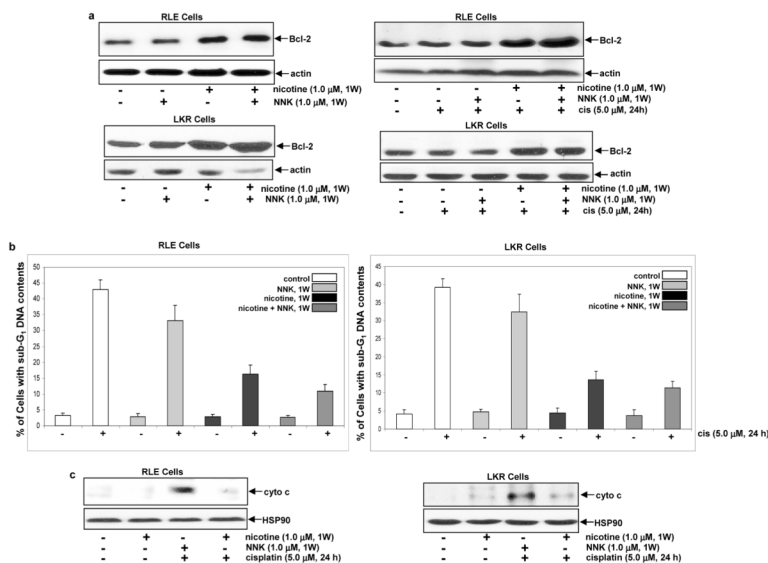 a
RLE Cells
Bcl-2
actin
- - + + nicotine (1.0 μM, 1W)
- + - + NNK (1.0 μM, 1W)
LKR Cells
Bcl-2
actin
- - + + nicotine (1.0 μM, 1W)
- + - + NNK (1.0 μM, 1W)
RLE Cells
Bcl-2
actin
- - - + + nicotine (1.0 μM, 1W)
- - + - + NNK (1.0 μM, 1W)
- + + + + cis (5.0 μM, 24h)
LKR Cells
Bcl-2
actin
- - - + + nicotine (1.0 μM, 1W)
- - + - + NNK (1.0 μM, 1W)
- + + + + cis (5.0 μM, 24h)
b
RLE Cells
% of Cells with sub-G1 DNA contents
50
45
40
35
30
25
20
15
10
5
0
control
NNK, 1W
nicotine, 1W
nicotine + NNK, 1W
- + - + - + - +
LKR Cells
% of Cells with sub-G1 DNA contents
45
40
35
30
25
20
15
10
5
0
control
NNK, 1W
nicotine, 1W
nicotine + NNK, 1W
- + - + - + - + cis (5.0 μM, 24 h)
c
RLE Cells
cyto c
HSP90
- + - + nicotine (1.0 μM, 1W)
- - + - NNK (1.0 μM, 1W)
- - + + cisplatin (5.0 μM, 24 h)
LKR Cells
cyto c
HSP90
- + - + nicotine (1.0 μM, 1W)
- - + - NNK (1.0 μM, 1W)
- - + + cisplatin (5.0 μM, 24 h)